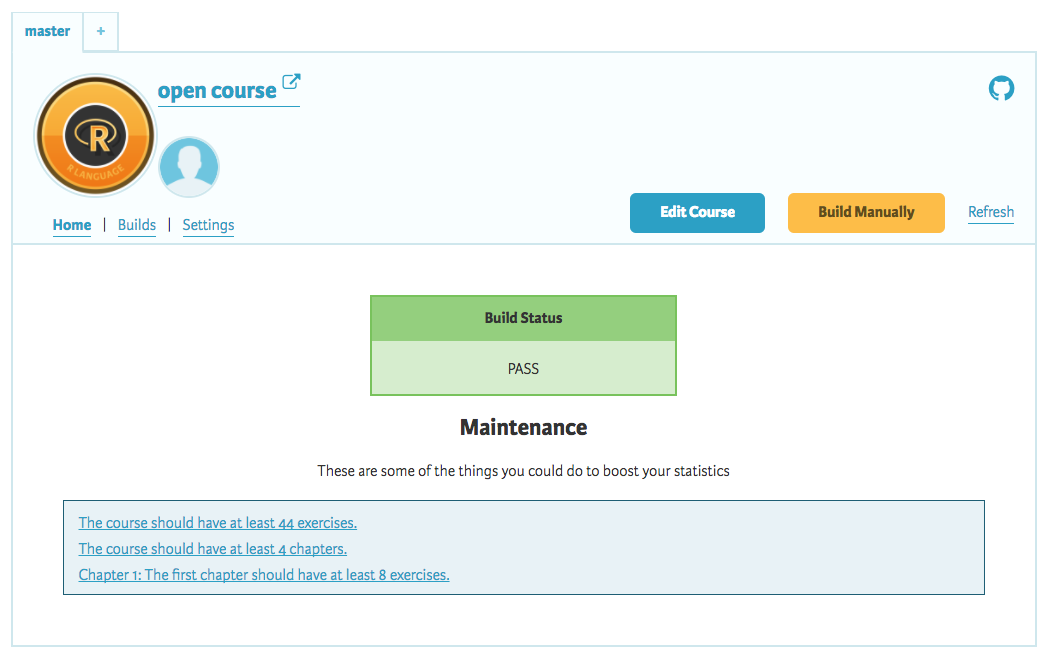 master +
open course
R
R LANGUAGE
Home | Builds | Settings
Edit Course
Build Manually
Refresh
Build Status
PASS
Maintenance
These are some of the things you could do to boost your statistics
The course should have at least 44 exercises.
The course should have at least 4 chapters.
Chapter 1: The first chapter should have at least 8 exercises.